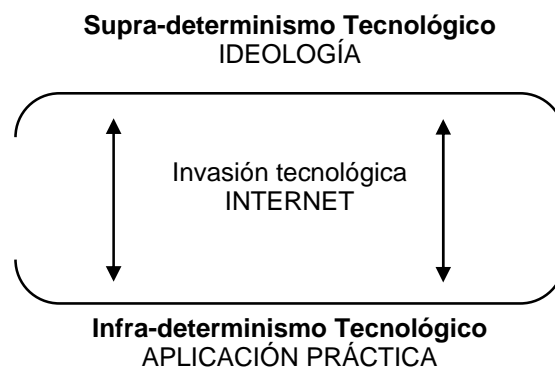 Supra-determinismo Tecnológico
IDEOLOGÍA
Invasión tecnológica
INTERNET
Infra-determinismo Tecnológico
APLICACIÓN PRÁCTICA